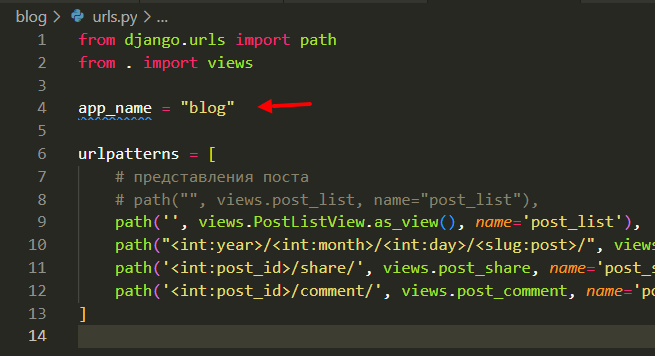 blog > urls.py > ...
1 from django.urls import path
2 from . import views
3
4 app_name = "blog"
5
6 urlpatterns = [
7 # представления поста
8 # path("", views.post_list, name="post_list"),
9 path('', views.PostListView.as_view(), name='post_list'),
10 path("<int:year>/<int:month>/<int:day>/<slug:post>/", views
11 path('<int:post_id>/share/', views.post_share, name='post_s
12 path('<int:post_id>/comment/', views.post_comment, name='po
13 ]
14